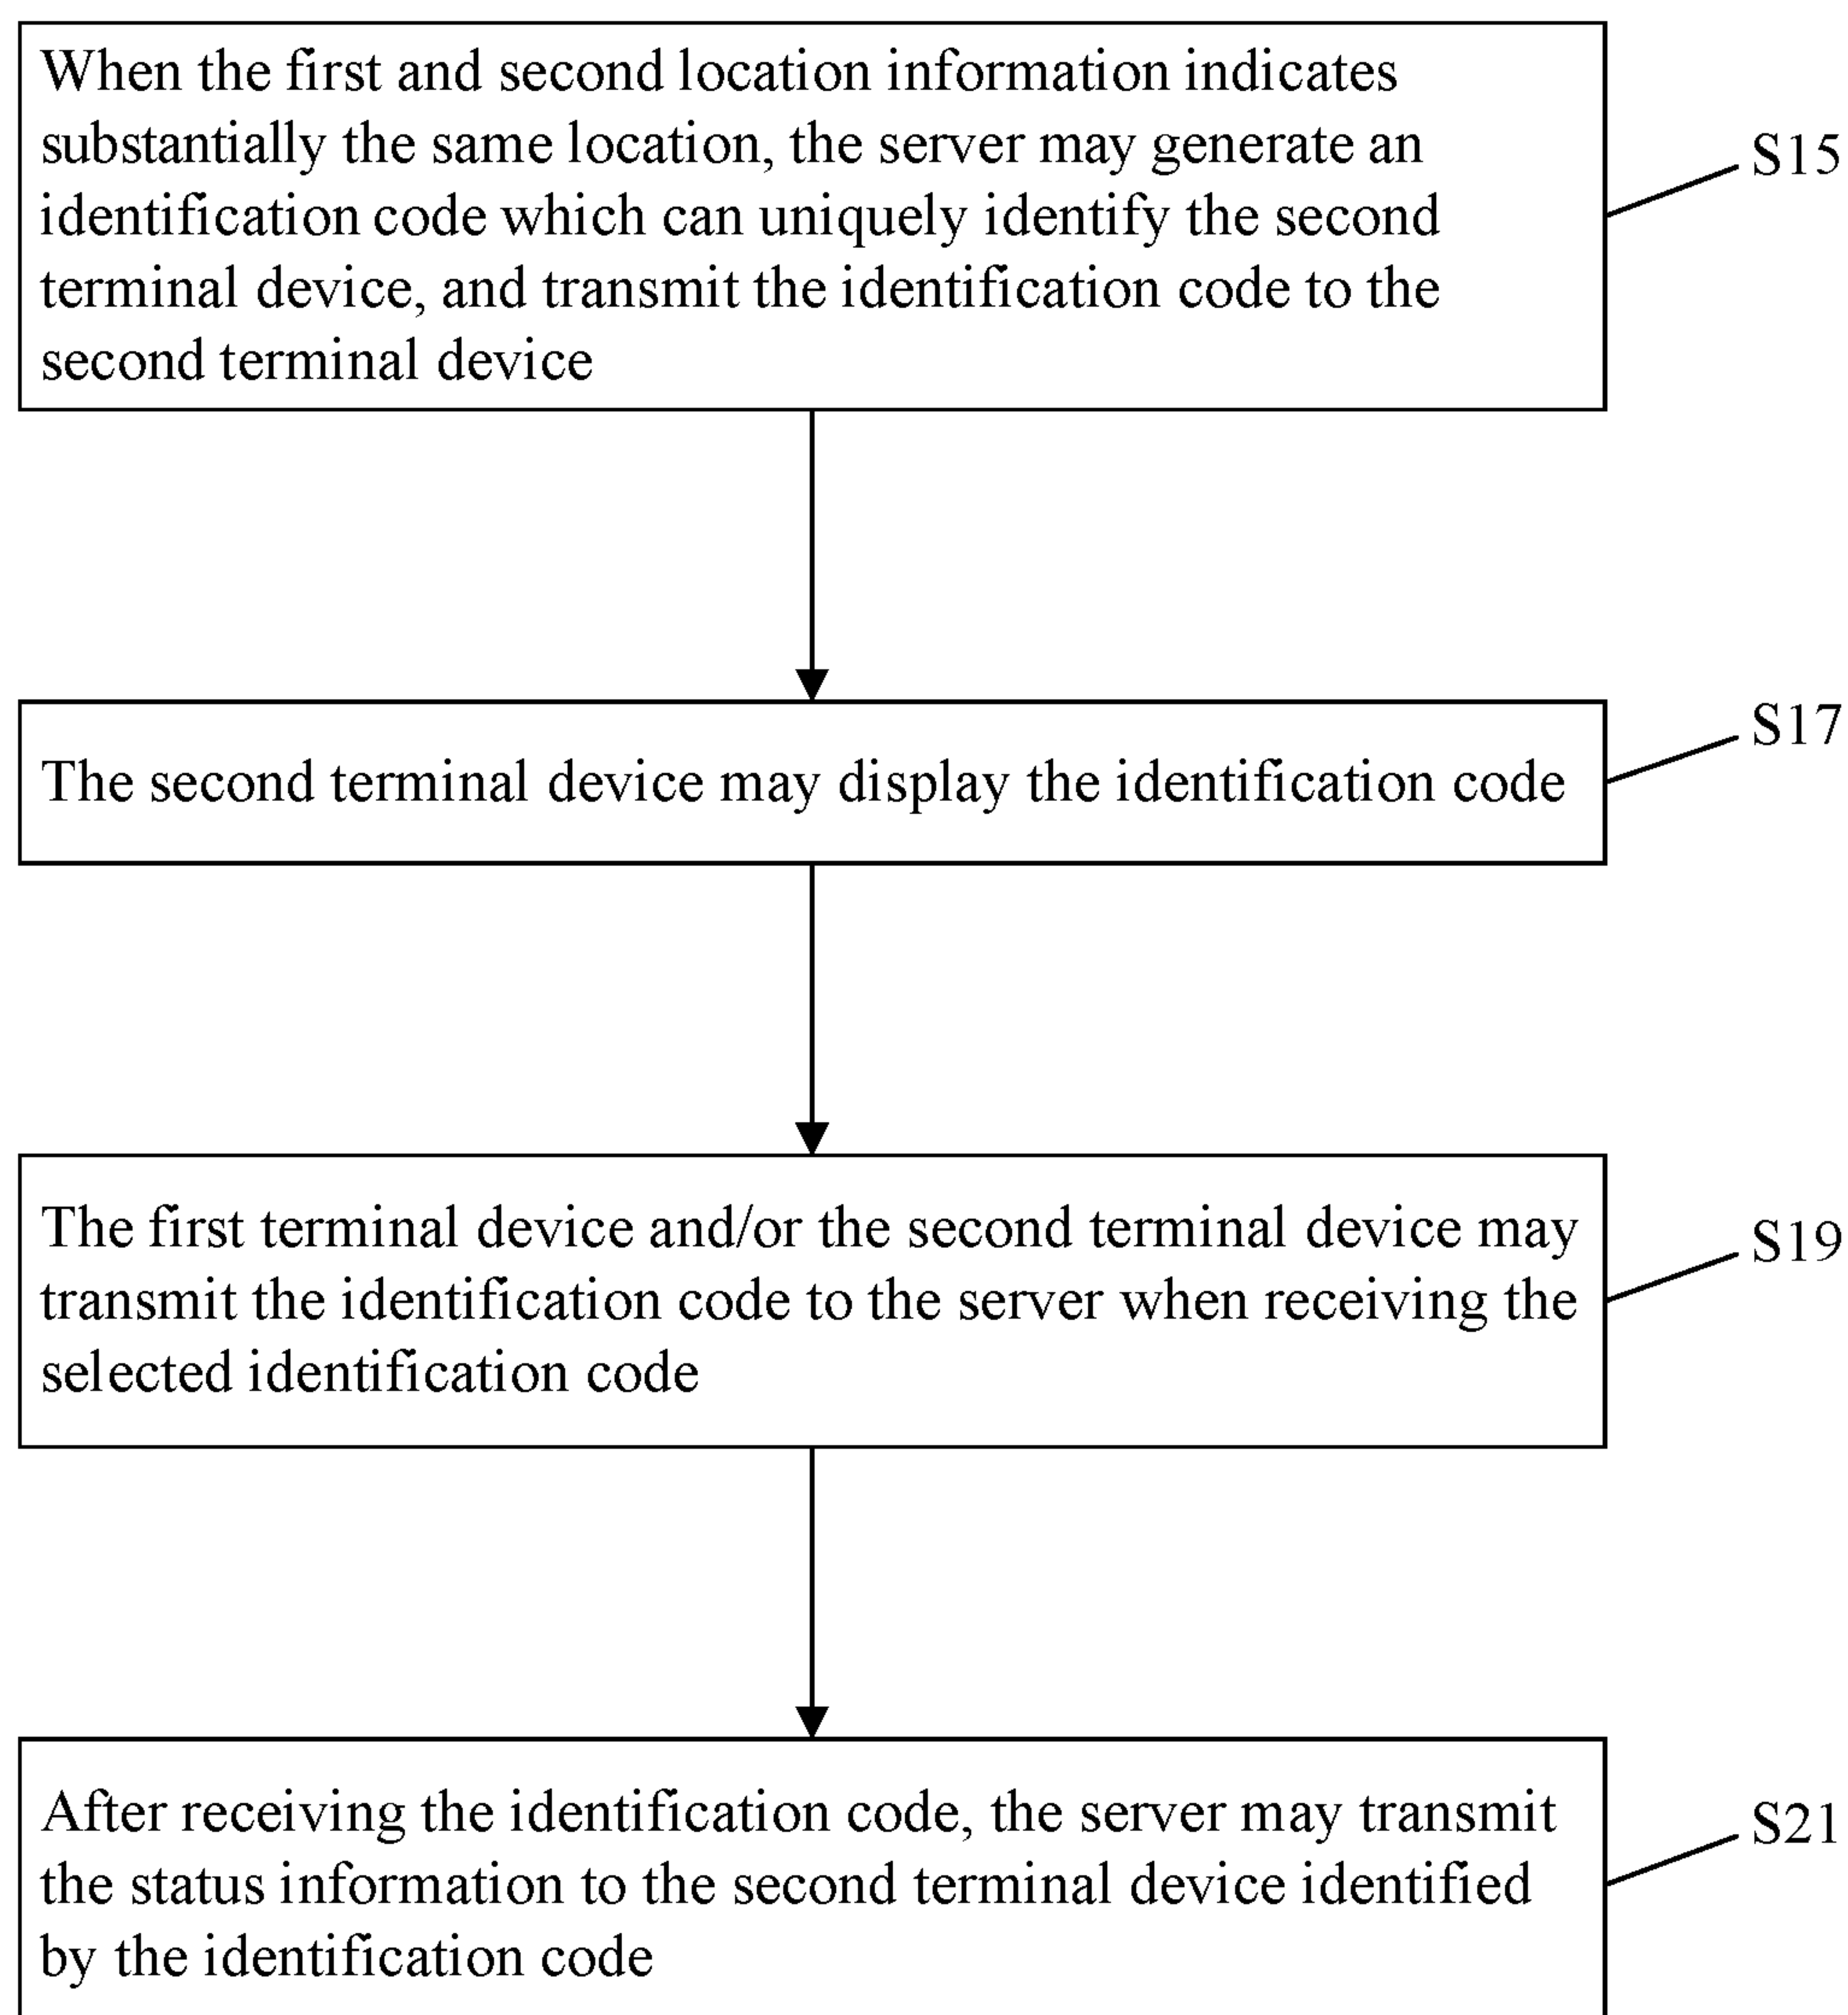 When the first and second location information indicates
substantially the same location, the server may generate an
identification code which can uniquely identify the second
terminal device, and transmit the identification code to the
second terminal device
S15
The second terminal device may display the identification code
S17
The first terminal device and/or the second terminal device may
transmit the identification code to the server when receiving the
selected identification code
S19
After receiving the identification code, the server may transmit
the status information to the second terminal device identified
by the identification code
S21